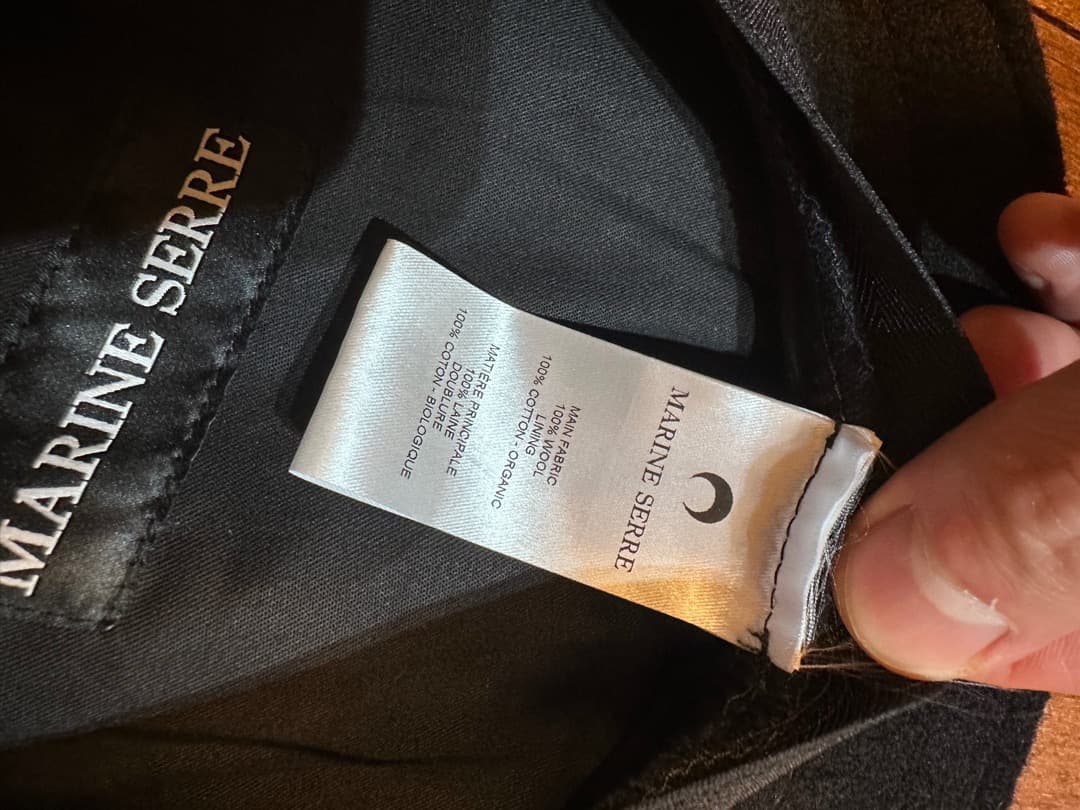 MARINE SERRE
MARINE SERRE
MAIN FABRIC
100% WOOL
LINING
100% COTTON - ORGANIC
MATIÈRE PRINCIPALE
100% LAINE
DOUBLURE
100% COTON - BIOLOGIQUE